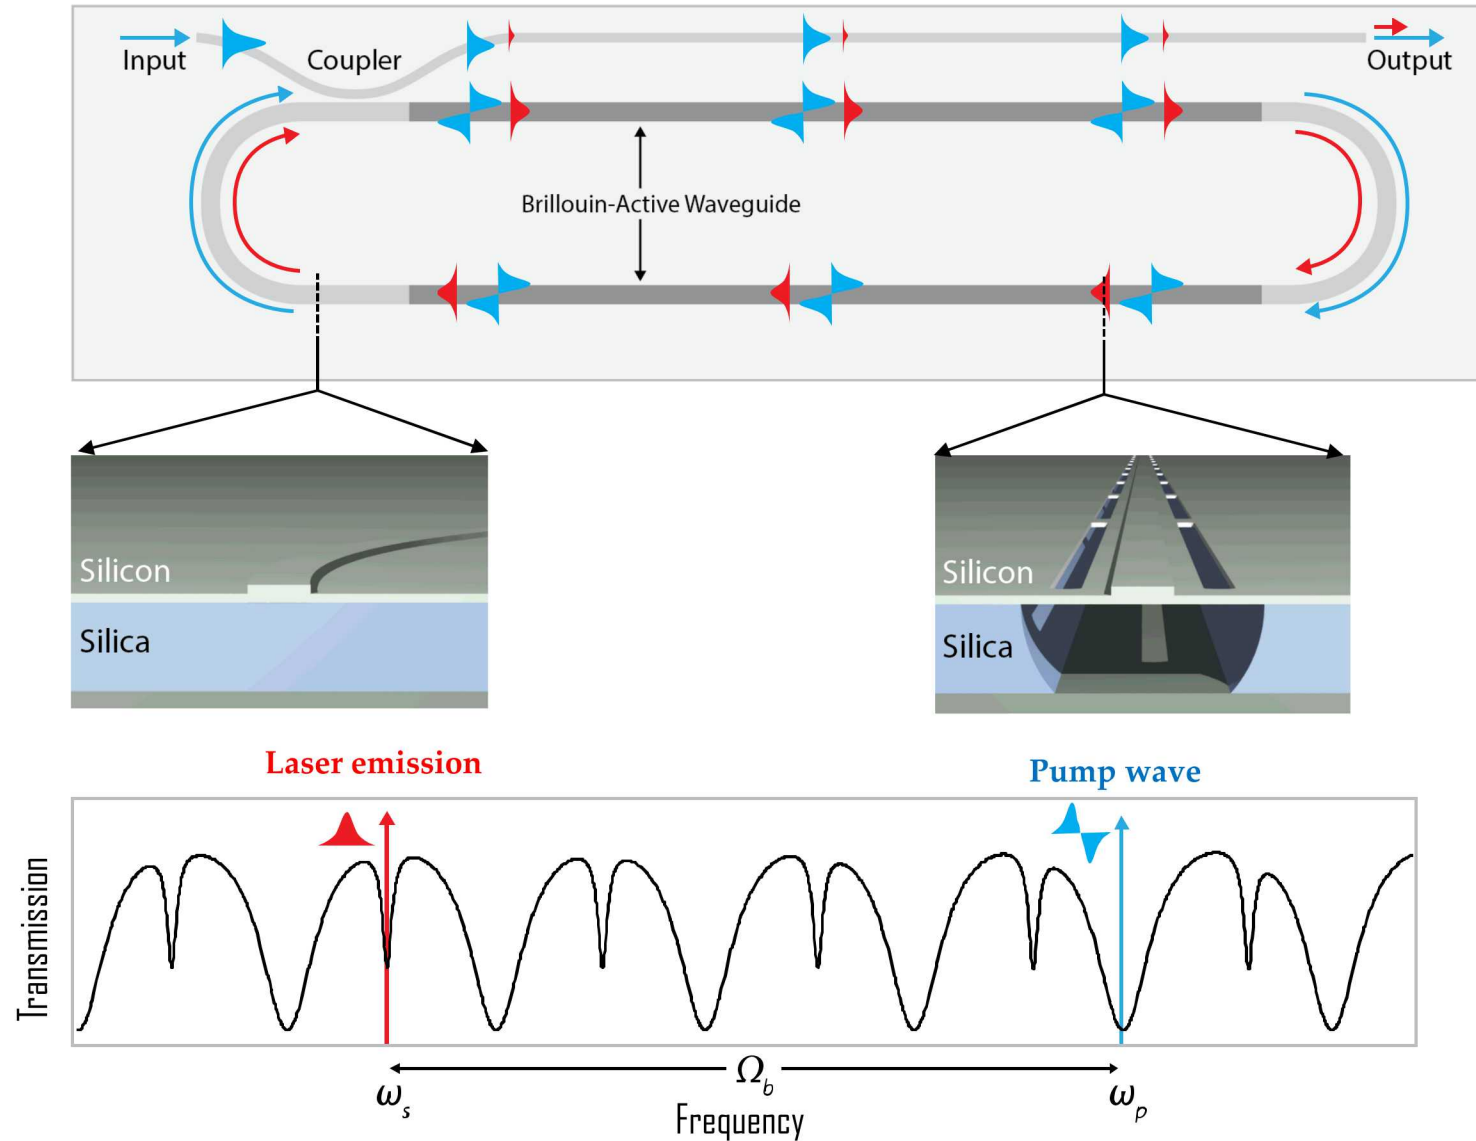 Input
Coupler
Output
Brillouin-Active Waveguide
Silicon
Silica
Silicon
Silica
Laser emission
Pump wave
Transmission
Ω_b
ω_s
ω_p
Frequency